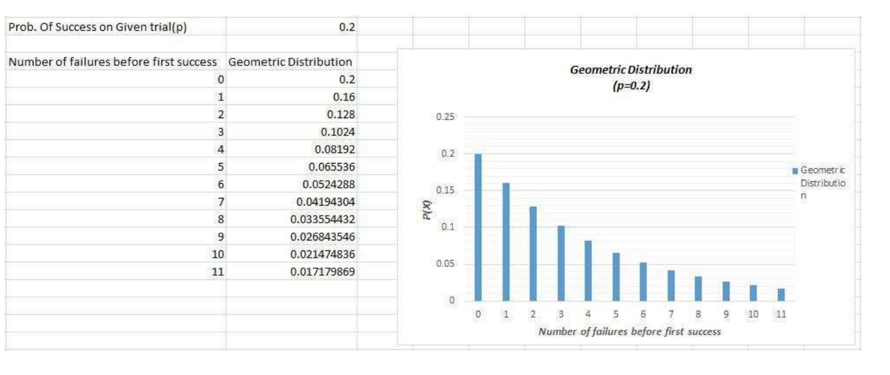 Prob. Of Success on Given trial(p) 0.2
Number of failures before first success Geometric Distribution
0 0.2
1 0.16
2 0.128
3 0.1024
4 0.08192
5 0.065536
6 0.0524288
7 0.04194304
8 0.033554432
9 0.026843546
10 0.021474836
11 0.017179869
Geometric Distribution
(p=0.2)
0.25
0.2
0.15
0.1
0.05
0
P(X)
0 1 2 3 4 5 6 7 8 9 10 11
Number of failures before first success
Geometric
Distributio
n